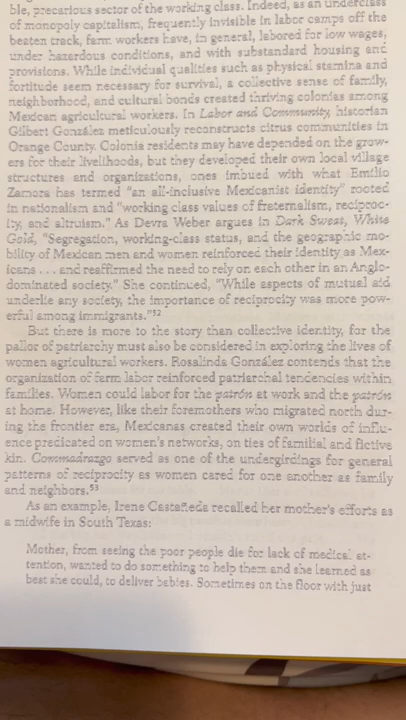 ble, precarious sector of the working class. Indeed, as an underclass
of monopoly capitalism, frequently invisible in labor camps off the
beaten track, farm workers have, in general, labored for low wages,
under hazardous conditions, and with substandard housing and
provisions. While individual qualities such as physical stamina and
fortitude seem necessary for survival, a collective sense of family,
neighborhood, and cultural bonds created thriving colonias among
Mexican agricultural workers. In Labor and Community, historian
Gilbert González meticulously reconstructs citrus communities in
Orange County. Colonia residents may have depended on the grow-
ers for their livelihoods, but they developed their own local village
structures and organizations, ones imbued with what Emilio
Zamora has termed "an all-inclusive Mexicanist identity" rooted
in nationalism and "working class values of fraternalism, reciproc-
ity, and altruism." As Devra Weber argues in Dark Sweat, White
Gold, "Segregation, working-class status, and the geographic mo-
bility of Mexican men and women reinforced their identity as Mex-
icans . . . and reaffirmed the need to rely on each other in an Anglo-
dominated society." She continued, "While aspects of mutual aid
underlie any society, the importance of reciprocity was more pow-
erful among immigrants."52
But there is more to the story than collective identity, for the
pallor of patriarchy must also be considered in exploring the lives of
women agricultural workers. Rosalinda González contends that the
organization of farm labor reinforced patriarchal tendencies within
families. Women could labor for the patrón at work and the patrón
at home. However, like their foremothers who migrated north dur-
ing the frontier era, Mexicanas created their own worlds of influ-
ence predicated on women's networks, on ties of familial and fictive
kin. Commadrazgo served as one of the undergirdings for general
patterns of reciprocity as women cared for one another as family
and neighbors.53
As an example, Irene Castañeda recalled her mother's efforts as
a midwife in South Texas:
Mother, from seeing the poor people die for lack of medical at-
tention, wanted to do something to help them and she learned as
best she could, to deliver babies. Sometimes on the floor with just